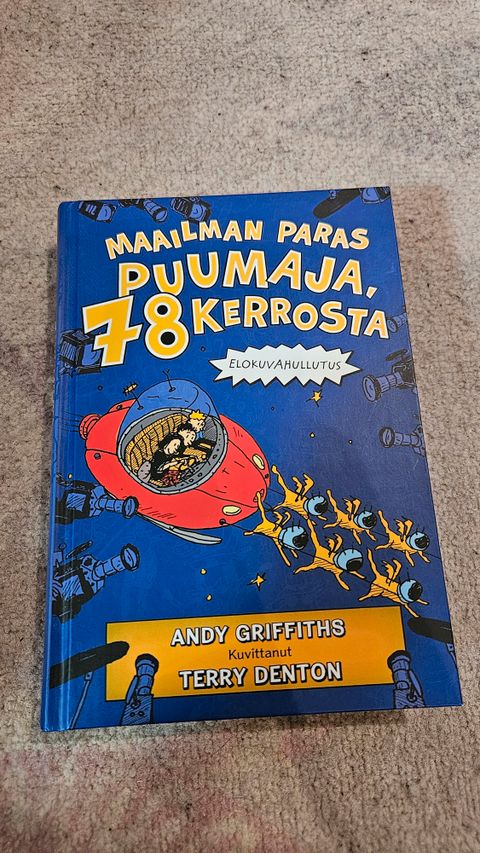 MAAILMAN PARAS
PUUMAJA,
78 KERROSTA
ELOKUVAHULLUTUS
ANDY GRIFFITHS
Kuvittanut
TERRY DENTON